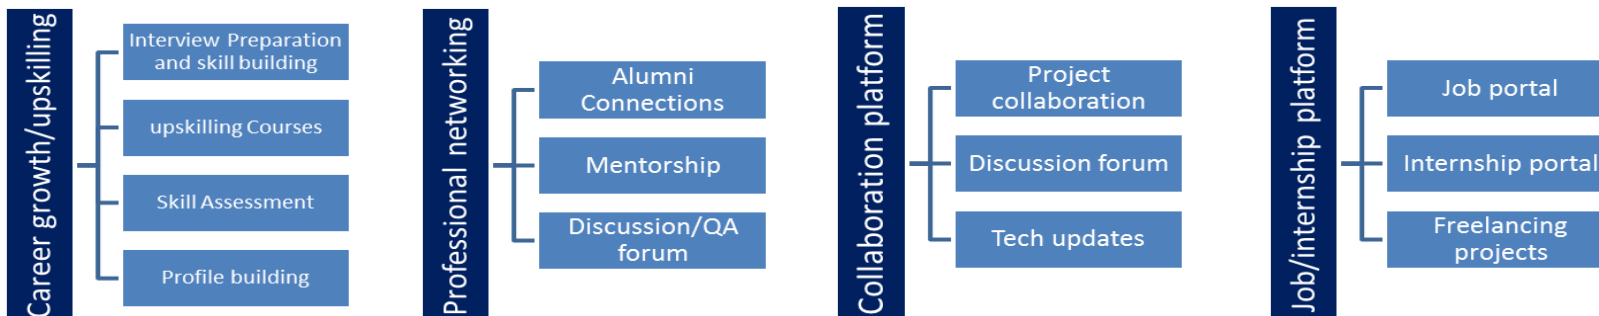 Career growth/upskilling
Interview Preparation
and skill building
upskilling Courses
Skill Assessment
Profile building
Professional networking
Alumni
Connections
Mentorship
Discussion/QA
forum
Collaboration platform
Project
collaboration
Discussion forum
Tech updates
Job/internship platform
Job portal
Internship portal
Freelancing
projects